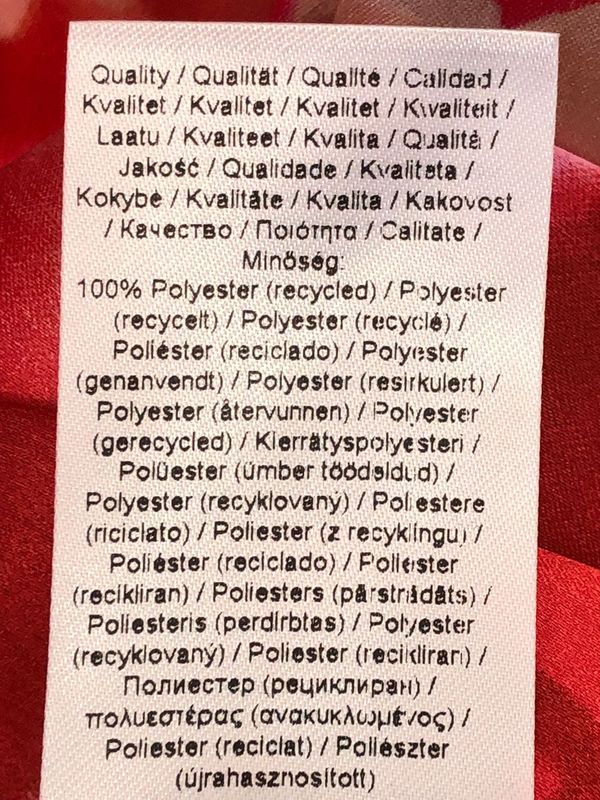 Quality / Qualität / Qualité / Calidad /
Kvalitet / Kvalitet / Kvalitet / Kwaliteit /
Laatu / Kvaliteet / Kvalita / Qualità /
Jakość / Qualidade / Kvaliteta /
Kokybė / Kvalitāte / Kvalita / Kakovost
/ Качество / Ποιότητα / Calitate /
Minőség:
100% Polyester (recycled) / Polyester
(recycelt) / Polyester (recyclé) /
Poliéster (reciclado) / Polyester
(genanvendt) / Polyester (resirkulert) /
Polyester (återvunnen) / Polyester
(gerecycled) / Kierrätyspolyesteri /
Polüester (ümber töödeldud) /
Polyester (recyklovaný) / Poliestere
(riciclato) / Poliester (z recyklingu) /
Poliéster (reciclado) / Poliester
(recikliran) / Poliesters (pārstrādāts) /
Poliesteris (perdirbtas) / Polyester
(recyklovaný) / Poliester (recikliran) /
Полиестер (рециклиран) /
πολυεστέρας (ανακυκλωμένος) /
Poliester (reciclat) / Poliészter
(újrahasznosított)